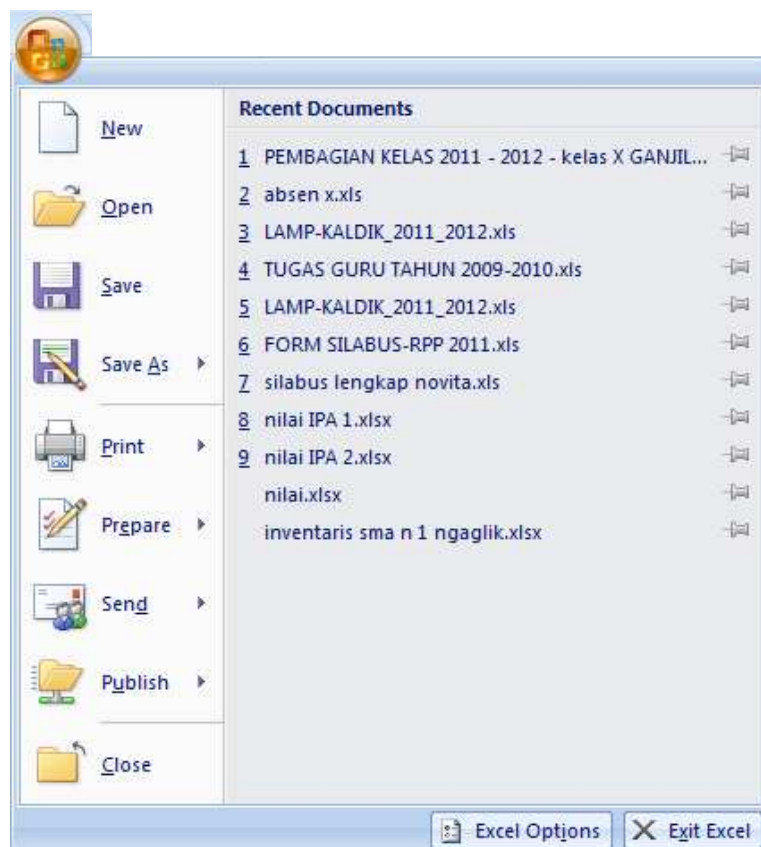 New
Open
Save
Save As
Print
Prepare
Send
Publish
Close
Recent Documents
1 PEMBAGIAN KELAS 2011 - 2012 - kelas X GANJIL...
2 absen x.xls
3 LAMP-KALDIK_2011_2012.xls
4 TUGAS GURU TAHUN 2009-2010.xls
5 LAMP-KALDIK_2011_2012.xls
6 FORM SILABUS-RPP 2011.xls
7 silabus lengkap novita.xls
8 nilai IPA 1.xlsx
9 nilai IPA 2.xlsx
nilai.xlsx
inventaris sma n 1 ngaglik.xlsx
Excel Options
Exit Excel